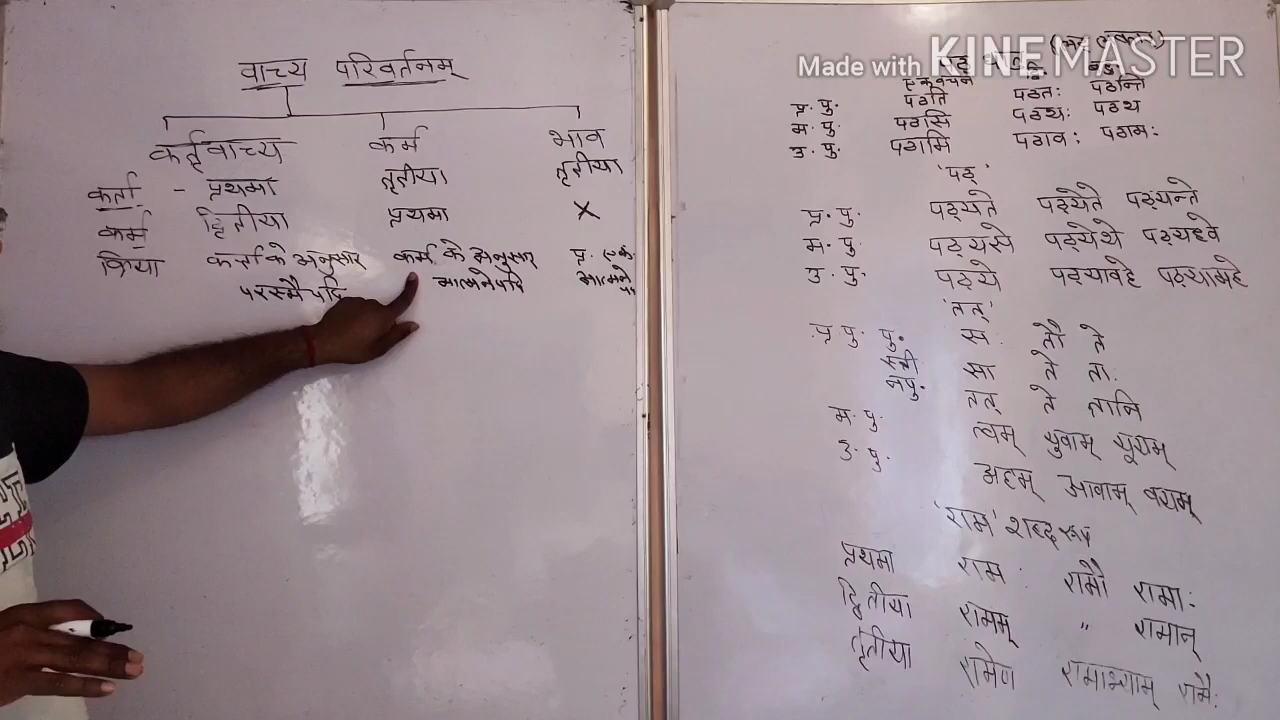 वाच्य परिवर्तनम्
कर्तृवाच्य कर्म भाव
कर्ता - प्रथमा तृतीया तृतीया
कर्म द्वितीया प्रथमा ×
क्रिया कर्ता के अनुसार कर्म के अनुसार प्र. एक
परस्मैपदि आत्मनेपदि आत्मने
Made with KINEMASTER
एकवचन
प्र. पु. पठति पठतः पठन्ति
म. पु. पठसि पठथः पठथ
उ. पु. पठामि पठावः पठामः
'पठ्'
प्र. पु. पठ्यते पठ्येते पठ्यन्ते
म. पु. पठ्यसे पठ्येथे पठ्यध्वे
उ. पु. पठ्ये पठ्यावहे पठ्यामहे
'तत्'
प्र. पु. पु. सः तौ ते
स्त्री सा ते ताः
नपु. तत् ते तानि
म. पु. त्वम् युवाम् यूयम्
उ. पु. अहम् आवाम् वयम्
'राम' शब्द रूप
प्रथमा रामः रामौ रामाः
द्वितीया रामम् " रामान्
तृतीया रामेण रामाभ्याम् रामैः